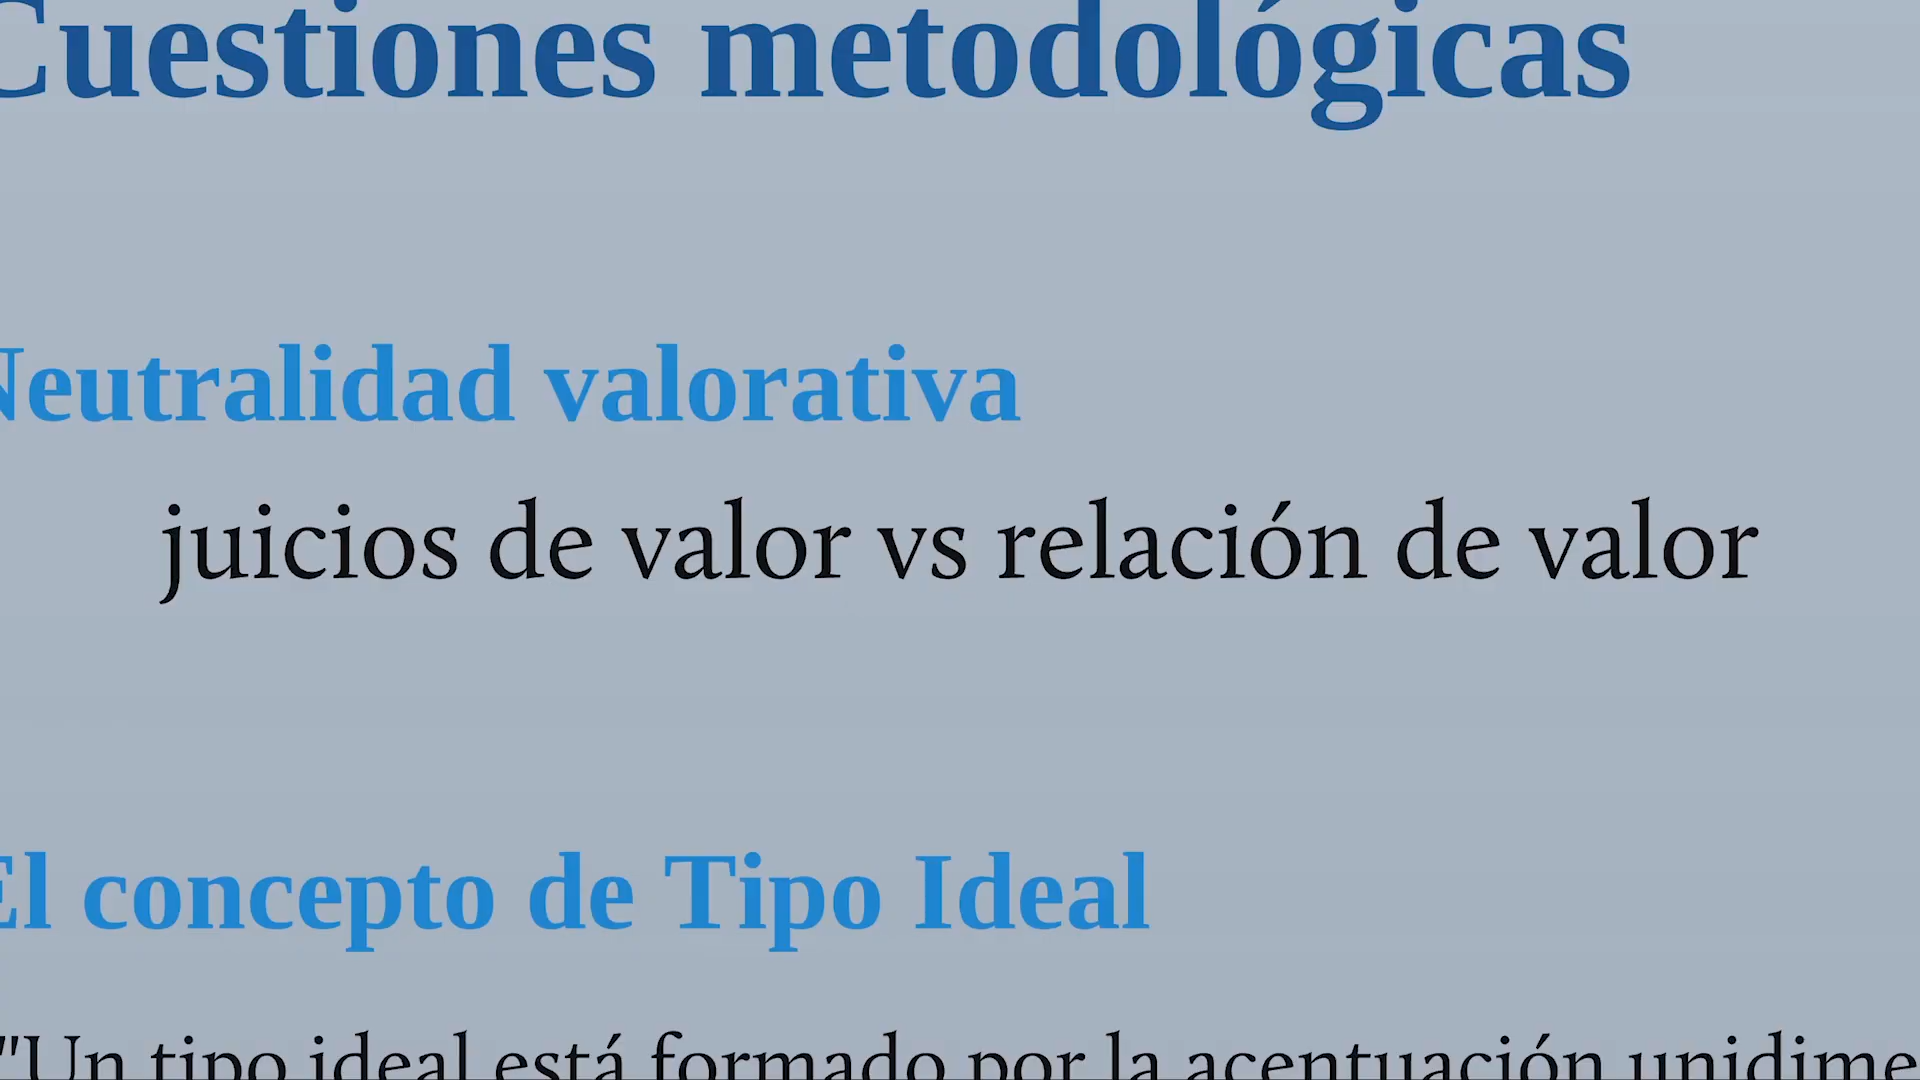 Cuestiones metodológicas
Neutralidad valorativa
juicios de valor vs relación de valor
El concepto de Tipo Ideal
"Un tipo ideal está formado por la acentuación